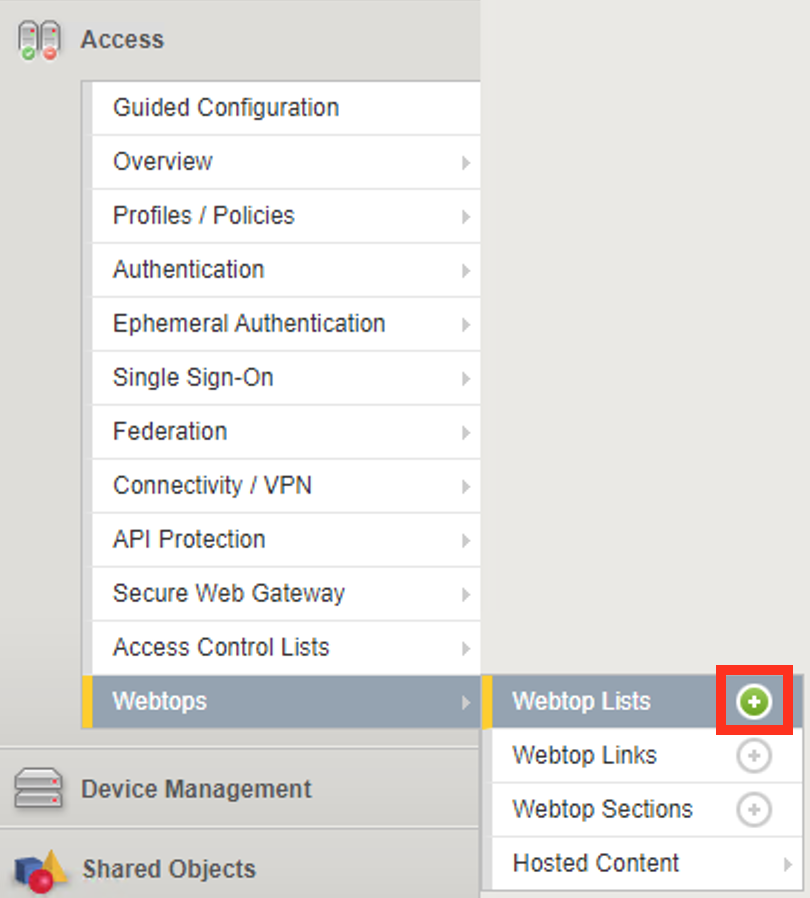 Access
Guided Configuration
Overview
Profiles / Policies
Authentication
Ephemeral Authentication
Single Sign-On
Federation
Connectivity / VPN
API Protection
Secure Web Gateway
Access Control Lists
Webtops
Webtop Lists
Webtop Links
Webtop Sections
Hosted Content
Device Management
Shared Objects